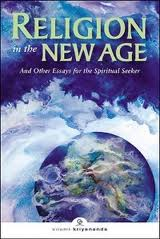 RELIGION
in the NEW AGE
And Other Essays for the Spiritual Seeker
swami kriyananda